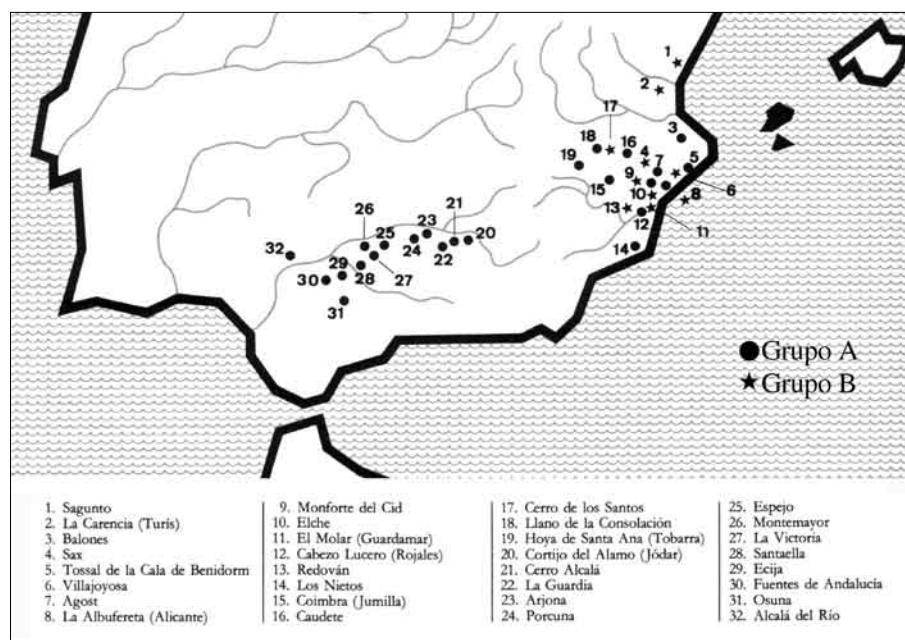 1
2
17
3
18
16
4
7
5
19
9
6
15
10
8
13
12
11
14
21
26
23
25
20
24
22
32
29
30
28
27
31
Grupo A
Grupo B
1. Sagunto
2. La Carencia (Turís)
3. Balones
4. Sax
5. Tossal de la Cala de Benidorm
6. Villajoyosa
7. Agost
8. La Albufereta (Alicante)
9. Monforte del Cid
10. Elche
11. El Molar (Guardamar)
12. Cabezo Lucero (Rojales)
13. Redován
14. Los Nietos
15. Coimbra (Jumilla)
16. Caudete
17. Cerro de los Santos
18. Llano de la Consolación
19. Hoya de Santa Ana (Tobarra)
20. Cortijo del Alamo (Jódar)
21. Cerro Alcalá
22. La Guardia
23. Arjona
24. Porcuna
25. Espejo
26. Montemayor
27. La Victoria
28. Santaella
29. Ecija
30. Fuentes de Andalucía
31. Osuna
32. Alcalá del Río